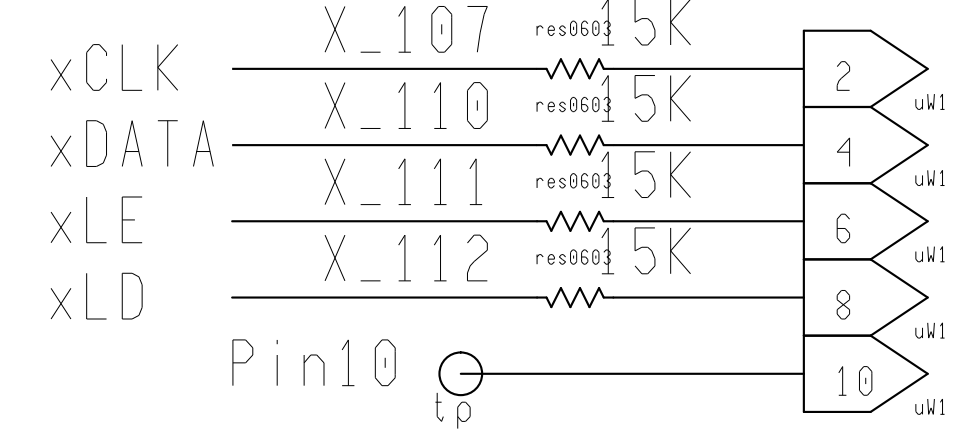 xCLK X_107 res0603 15K 2 uW1
xDATA X_110 res0603 15K 4 uW1
xLE X_111 res0603 15K 6 uW1
xLD X_112 res0603 15K 8 uW1
Pin10 tp 10 uW1